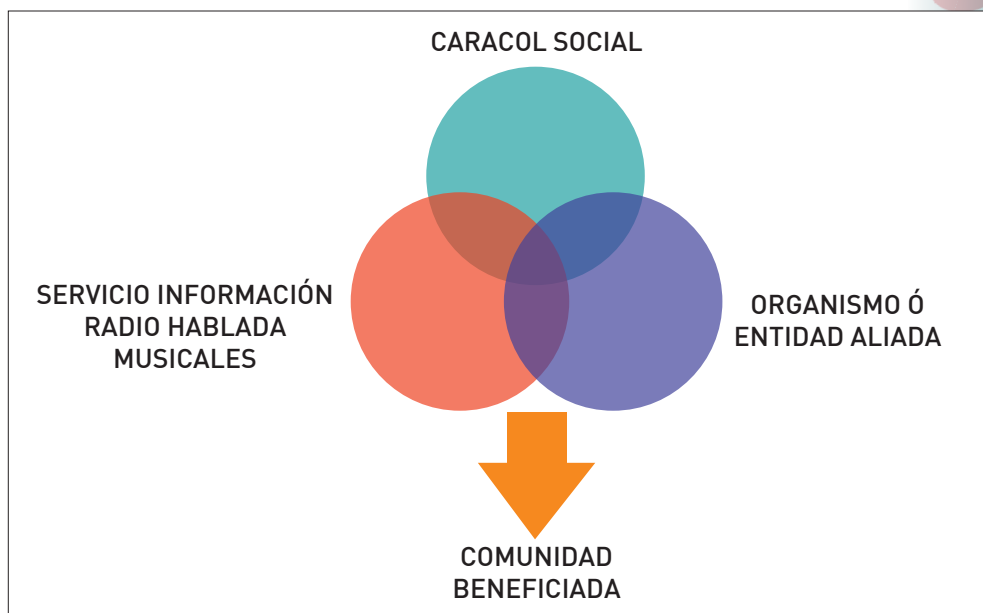 CARACOL SOCIAL
SERVICIO INFORMACIÓN
RADIO HABLADA
MUSICALES
ORGANISMO Ó
ENTIDAD ALIADA
COMUNIDAD
BENEFICIADA